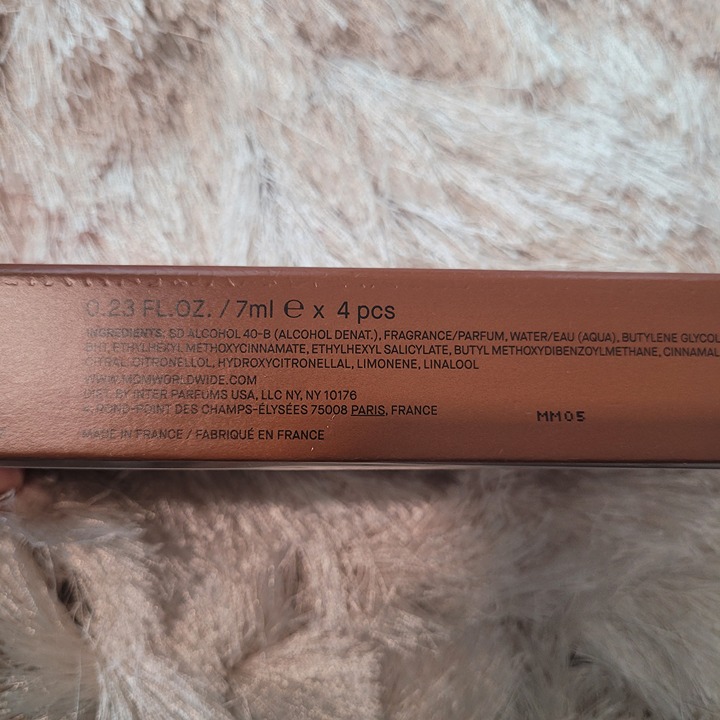 0.23 FL.OZ. / 7ml ℮ x 4 pcs
INGREDIENTS: SD ALCOHOL 40-B (ALCOHOL DENAT.), FRAGRANCE/PARFUM, WATER/EAU (AQUA), BUTYLENE GLYCOL
BHT, ETHYLHEXYL METHOXYCINNAMATE, ETHYLHEXYL SALICYLATE, BUTYL METHOXYDIBENZOYLMETHANE, CINNAMAL
CITRAL, CITRONELLOL, HYDROXYCITRONELLAL, LIMONENE, LINALOOL
WWW.MCMWORLDWIDE.COM
DIST. BY INTER PARFUMS USA, LLC NY, NY 10176
4, ROND-POINT DES CHAMPS-ÉLYSÉES 75008 PARIS, FRANCE
MM05
MADE IN FRANCE / FABRIQUÉ EN FRANCE